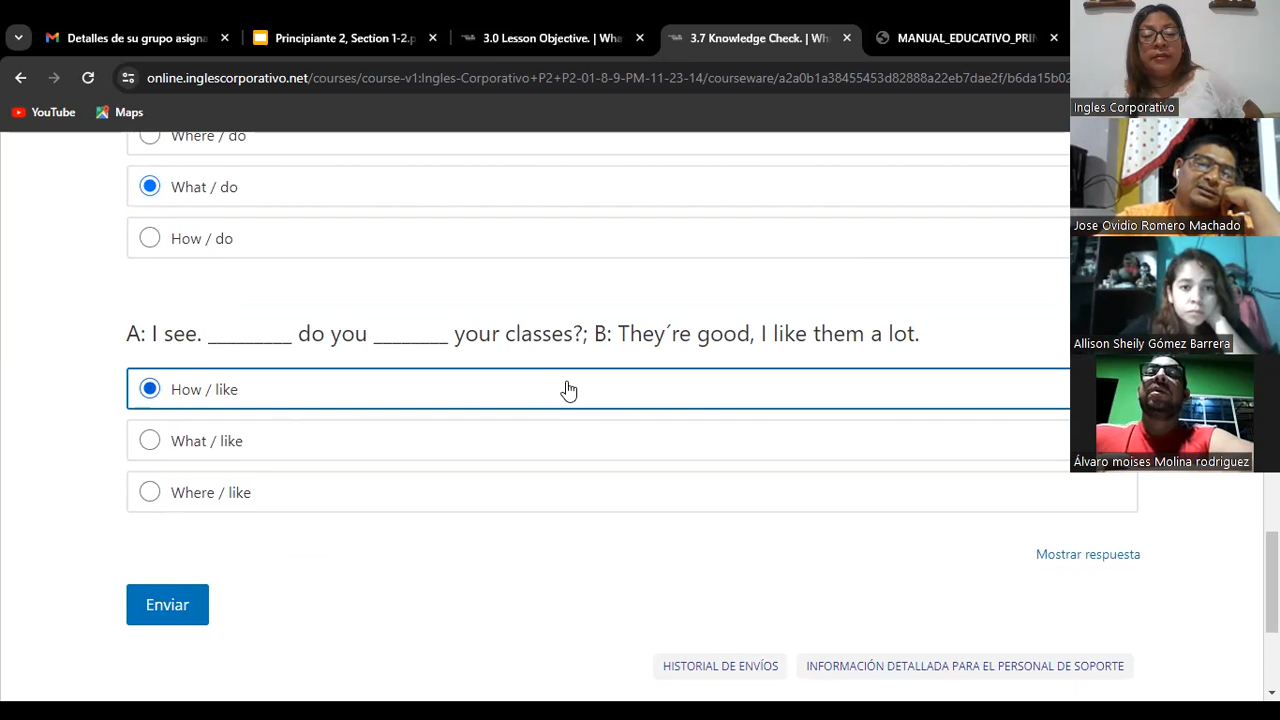 Detalles de su grupo asigna
Principiante 2, Section 1-2.p
3.0 Lesson Objective. | Wha
3.7 Knowledge Check. | Wh
MANUAL_EDUCATIVO_PRI
online.inglescorporativo.net/courses/course-v1:Ingles-Corporativo+P2+P2-01-8-9-PM-11-23-14/courseware/a2a0b1a38455453d82888a22eb7dae2f/b6da15b02
YouTube
Maps
Ingles Corporativo
Where / do
What / do
How / do
Jose Ovidio Romero Machado
A: I see. _________ do you _______ your classes?; B: They´re good, I like them a lot.
Allison Sheily Gómez Barrera
How / like
What / like
Álvaro moises Molina rodriguez
Where / like
Mostrar respuesta
Enviar
HISTORIAL DE ENVÍOS
INFORMACIÓN DETALLADA PARA EL PERSONAL DE SOPORTE